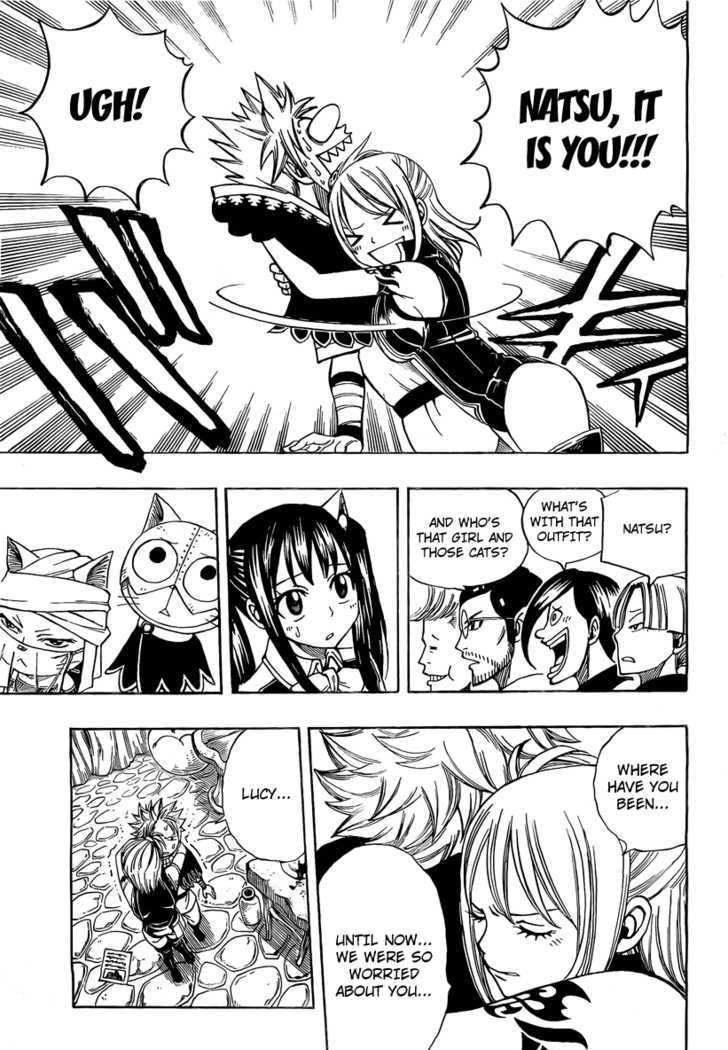 NATSU, IT
IS YOU!!!
UGH!
NATSU?
WHAT'S
WITH THAT
OUTFIT?
AND WHO'S
THAT GIRL AND
THOSE CATS?
WHERE
HAVE YOU
BEEN...
UNTIL NOW...
WE WERE SO
WORRIED
ABOUT YOU...
LUCY...